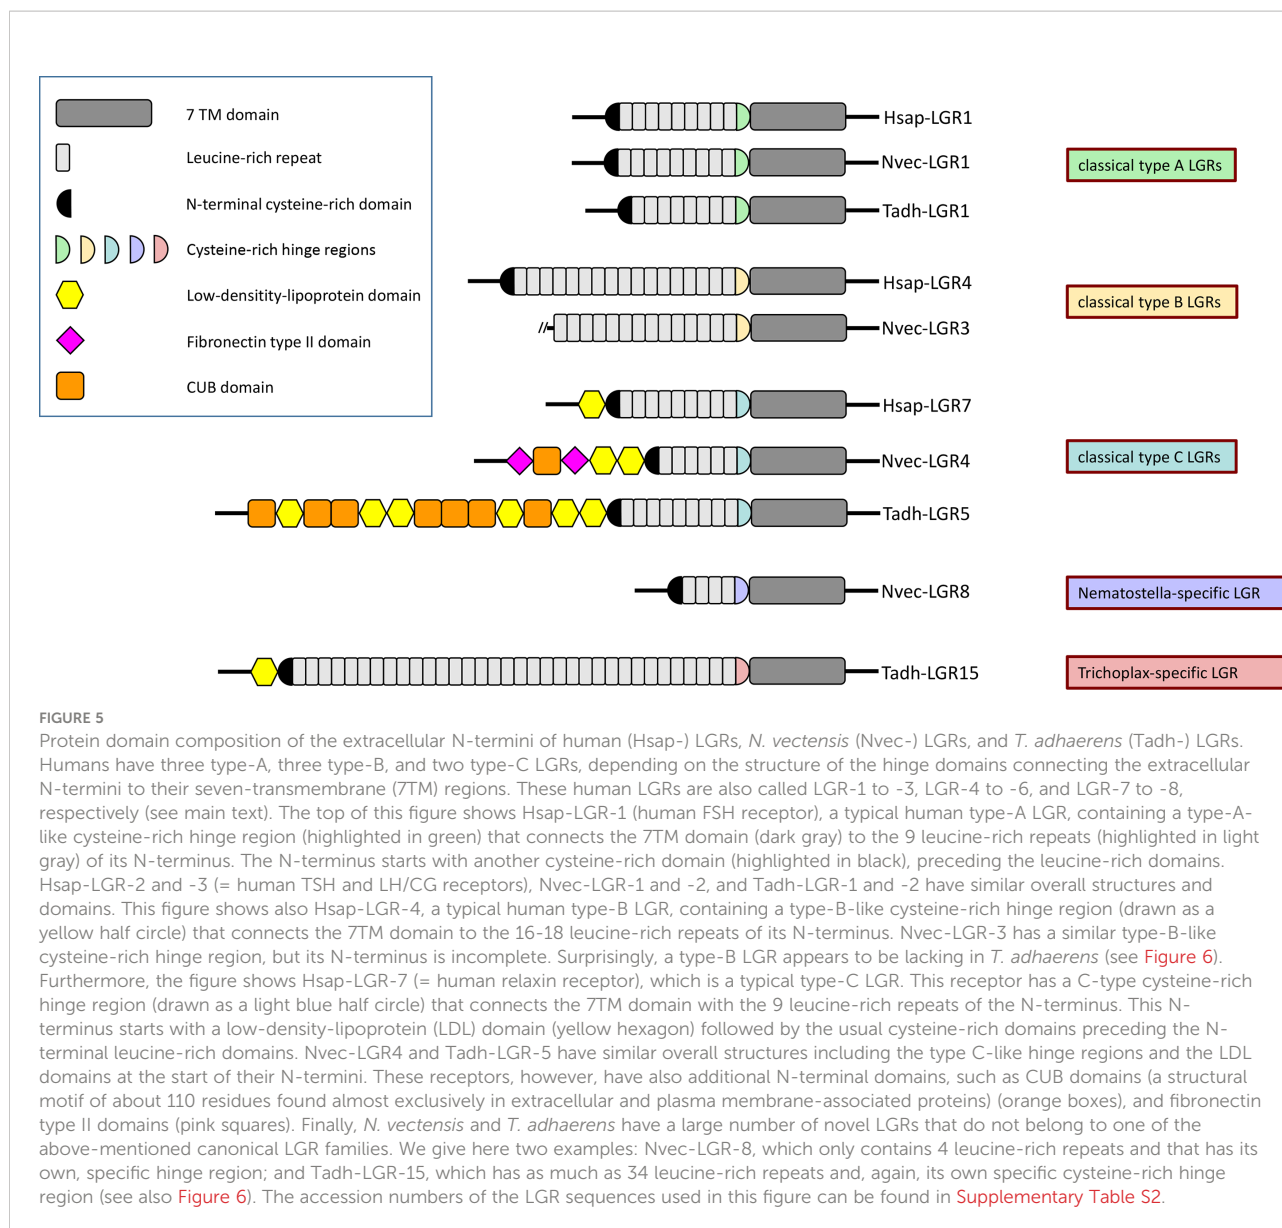 7 TM domain
Leucine-rich repeat
N-terminal cysteine-rich domain
Cysteine-rich hinge regions
Low-densitity-lipoprotein domain
Fibronectin type II domain
CUB domain
Hsap-LGR1
Nvec-LGR1
Tadh-LGR1
classical type A LGRs
Hsap-LGR4
//
Nvec-LGR3
classical type B LGRs
Hsap-LGR7
Nvec-LGR4
Tadh-LGR5
classical type C LGRs
Nvec-LGR8
Nematostella-specific LGR
Tadh-LGR15
Trichoplax-specific LGR
FIGURE 5
Protein domain composition of the extracellular N-termini of human (Hsap-) LGRs, N. vectensis (Nvec-) LGRs, and T. adhaerens (Tadh-) LGRs.
Humans have three type-A, three type-B, and two type-C LGRs, depending on the structure of the hinge domains connecting the extracellular
N-termini to their seven-transmembrane (7TM) regions. These human LGRs are also called LGR-1 to -3, LGR-4 to -6, and LGR-7 to -8,
respectively (see main text). The top of this figure shows Hsap-LGR-1 (human FSH receptor), a typical human type-A LGR, containing a type-A-
like cysteine-rich hinge region (highlighted in green) that connects the 7TM domain (dark gray) to the 9 leucine-rich repeats (highlighted in light
gray) of its N-terminus. The N-terminus starts with another cysteine-rich domain (highlighted in black), preceding the leucine-rich domains.
Hsap-LGR-2 and -3 (= human TSH and LH/CG receptors), Nvec-LGR-1 and -2, and Tadh-LGR-1 and -2 have similar overall structures and
domains. This figure shows also Hsap-LGR-4, a typical human type-B LGR, containing a type-B-like cysteine-rich hinge region (drawn as a
yellow half circle) that connects the 7TM domain to the 16-18 leucine-rich repeats of its N-terminus. Nvec-LGR-3 has a similar type-B-like
cysteine-rich hinge region, but its N-terminus is incomplete. Surprisingly, a type-B LGR appears to be lacking in T. adhaerens (see Figure 6).
Furthermore, the figure shows Hsap-LGR-7 (= human relaxin receptor), which is a typical type-C LGR. This receptor has a C-type cysteine-rich
hinge region (drawn as a light blue half circle) that connects the 7TM domain with the 9 leucine-rich repeats of the N-terminus. This N-
terminus starts with a low-density-lipoprotein (LDL) domain (yellow hexagon) followed by the usual cysteine-rich domains preceding the N-
terminal leucine-rich domains. Nvec-LGR4 and Tadh-LGR-5 have similar overall structures including the type C-like hinge regions and the LDL
domains at the start of their N-termini. These receptors, however, have also additional N-terminal domains, such as CUB domains (a structural
motif of about 110 residues found almost exclusively in extracellular and plasma membrane-associated proteins) (orange boxes), and fibronectin
type II domains (pink squares). Finally, N. vectensis and T. adhaerens have a large number of novel LGRs that do not belong to one of the
above-mentioned canonical LGR families. We give here two examples: Nvec-LGR-8, which only contains 4 leucine-rich repeats and that has its
own, specific hinge region; and Tadh-LGR-15, which has as much as 34 leucine-rich repeats and, again, its own specific cysteine-rich hinge
region (see also Figure 6). The accession numbers of the LGR sequences used in this figure can be found in Supplementary Table S2.